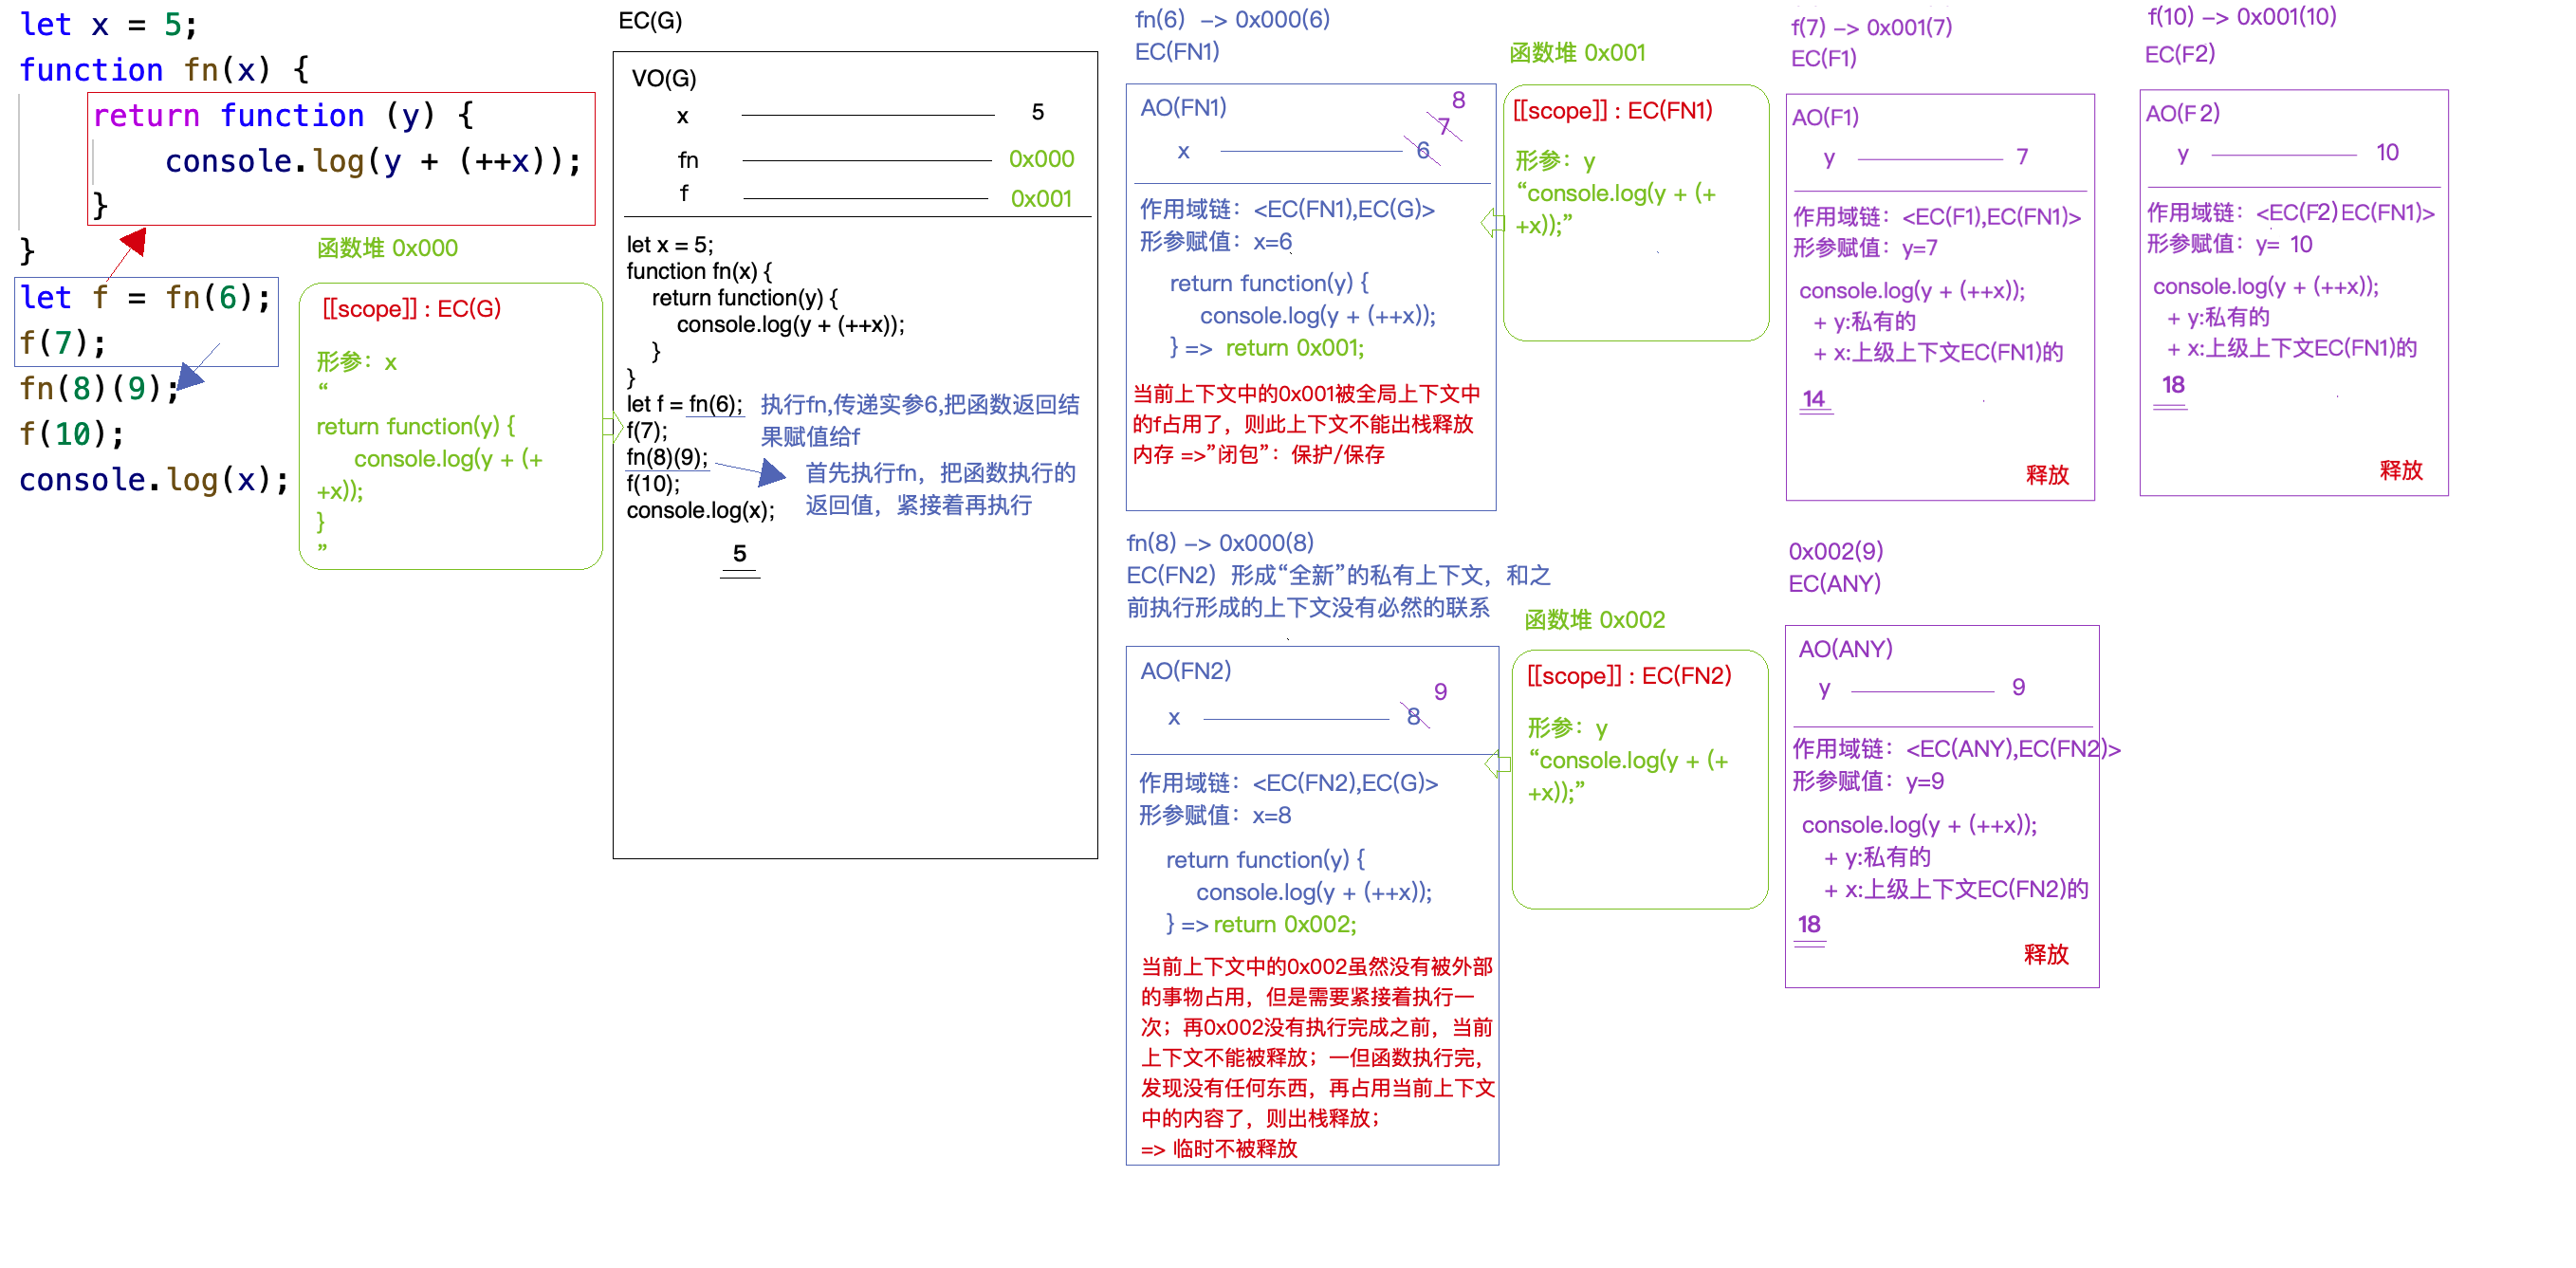 let x = 5;
function fn(x) {
return function (y) {
console.log(y + (++x));
}
}
let f = fn(6);
f(7);
fn(8)(9);
f(10);
console.log(x);
函数堆 0x000
[[scope]] : EC(G)
形参：x
“
return function(y) {
console.log(y + (+
+x));
}
”
EC(G)
VO(G)
x 5
fn 0x000
f 0x001
let x = 5;
function fn(x) {
return function(y) {
console.log(y + (++x));
}
}
let f = fn(6);
f(7);
fn(8)(9);
f(10);
console.log(x);
5
执行fn,传递实参6,把函数返回结
果赋值给f
首先执行fn，把函数执行的
返回值，紧接着再执行
fn(6) -> 0x000(6)
EC(FN1)
AO(FN1)
x 6 7 8
作用域链：<EC(FN1),EC(G)>
形参赋值：x=6
return function(y) {
console.log(y + (++x));
} => return 0x001;
当前上下文中的0x001被全局上下文中
的f占用了，则此上下文不能出栈释放
内存 =>”闭包”：保护/保存
函数堆 0x001
[[scope]] : EC(FN1)
形参：y
“console.log(y + (+
+x));”
f(7) -> 0x001(7)
EC(F1)
AO(F1)
y 7
作用域链：<EC(F1),EC(FN1)>
形参赋值：y=7
console.log(y + (++x));
+ y:私有的
+ x:上级上下文EC(FN1)的
14
释放
f(10) -> 0x001(10)
EC(F2)
AO(F2)
y 10
作用域链：<EC(F2)EC(FN1)>
形参赋值：y= 10
console.log(y + (++x));
+ y:私有的
+ x:上级上下文EC(FN1)的
18
释放
fn(8) -> 0x000(8)
EC(FN2) 形成“全新”的私有上下文，和之
前执行形成的上下文没有必然的联系
AO(FN2)
x 8 9
作用域链：<EC(FN2),EC(G)>
形参赋值：x=8
return function(y) {
console.log(y + (++x));
} => return 0x002;
当前上下文中的0x002虽然没有被外部
的事物占用，但是需要紧接着执行一
次；再0x002没有执行完成之前，当前
上下文不能被释放；一但函数执行完，
发现没有任何东西，再占用当前上下文
中的内容了，则出栈释放；
=> 临时不被释放
函数堆 0x002
[[scope]] : EC(FN2)
形参：y
“console.log(y + (+
+x));”
0x002(9)
EC(ANY)
AO(ANY)
y 9
作用域链：<EC(ANY),EC(FN2)>
形参赋值：y=9
console.log(y + (++x));
+ y:私有的
+ x:上级上下文EC(FN2)的
18
释放